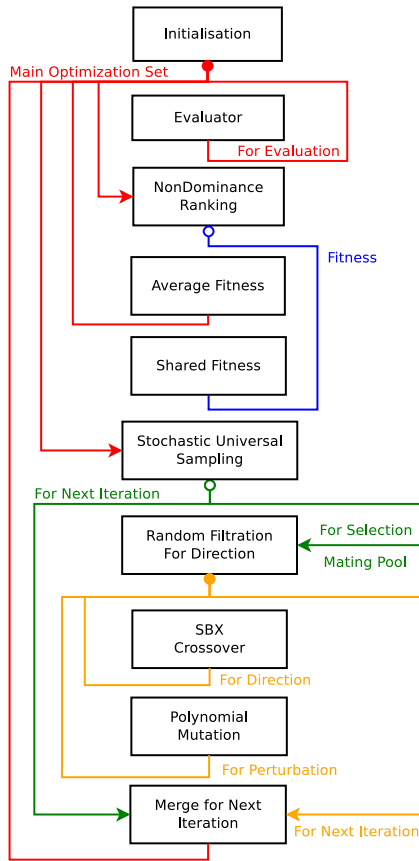 Initialisation
Main Optimization Set
Evaluator
For Evaluation
NonDominance
Ranking
Fitness
Average Fitness
Shared Fitness
Stochastic Universal
Sampling
For Next Iteration
Random Filtration
For Direction
For Selection
Mating Pool
SBX
Crossover
For Direction
Polynomial
Mutation
For Perturbation
Merge for Next
Iteration
For Next Iteration